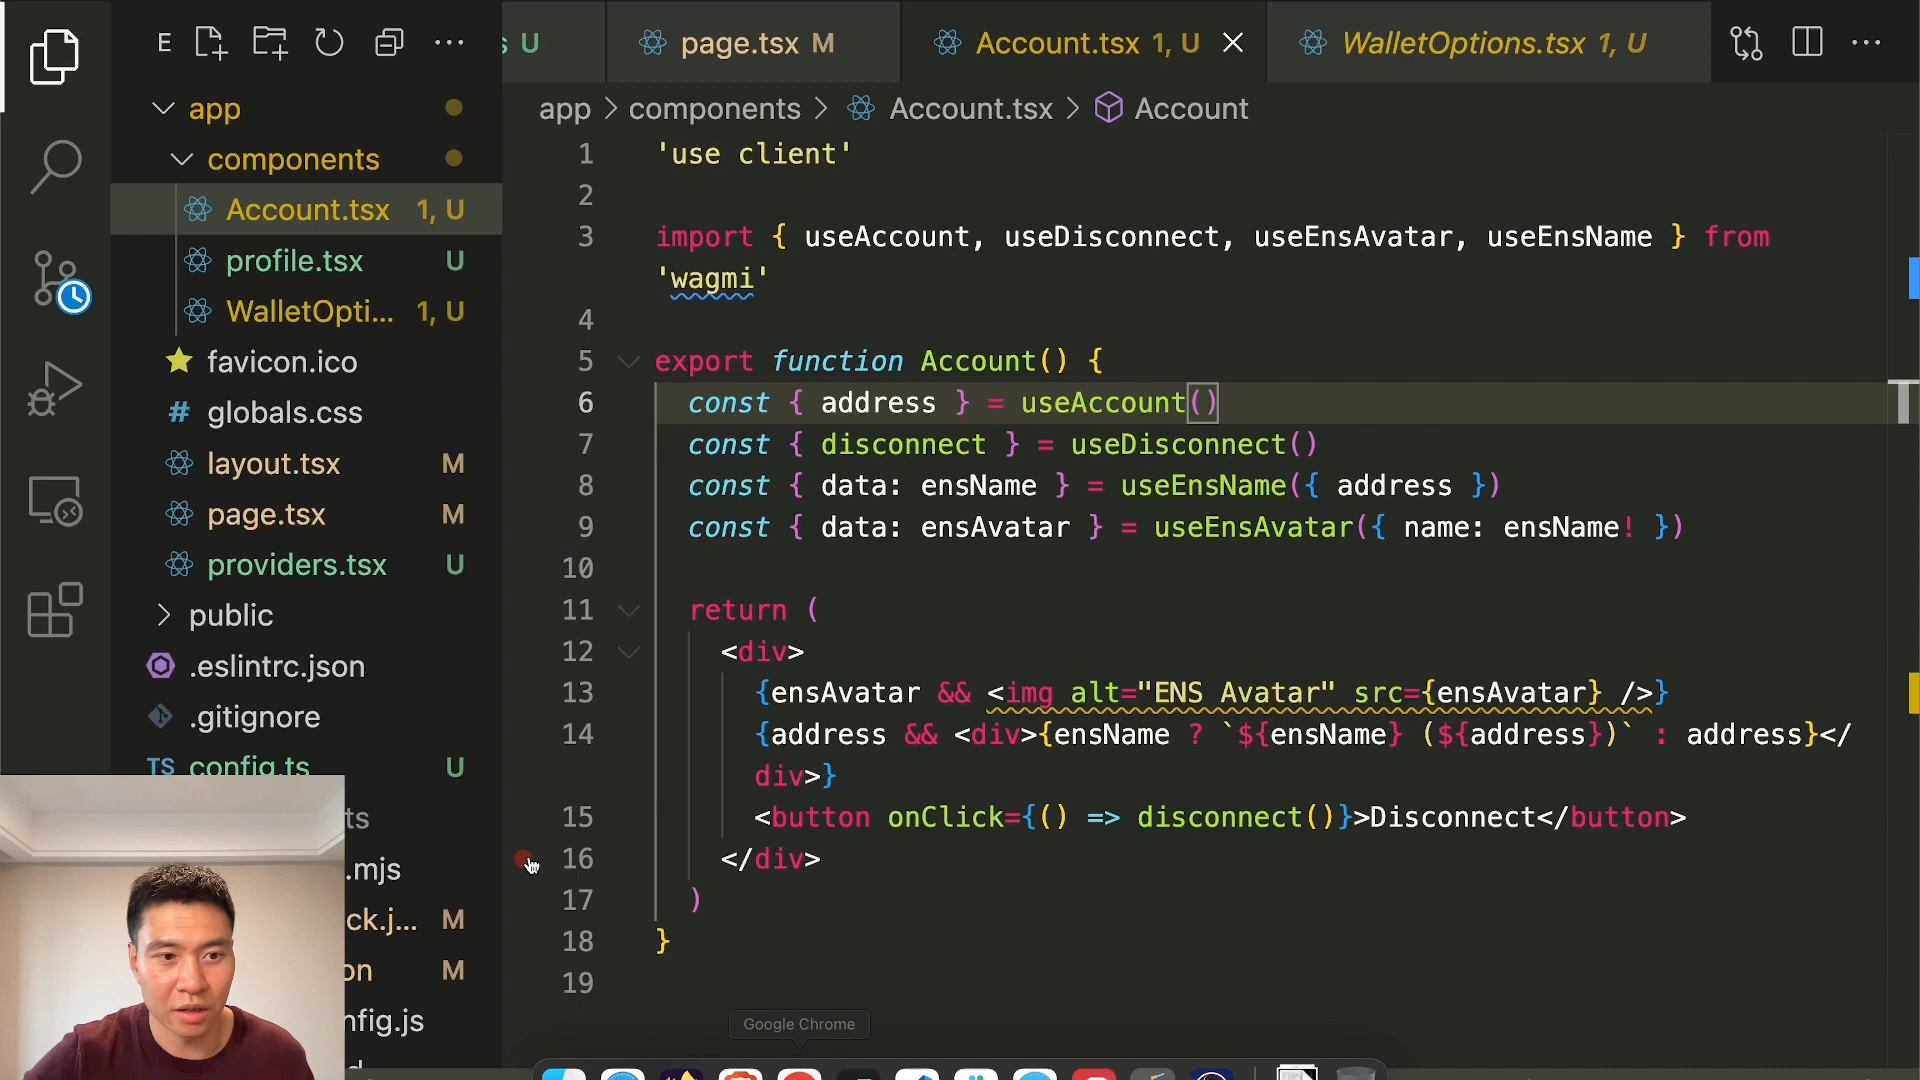 E
U
page.tsx M
Account.tsx 1, U
WalletOptions.tsx 1, U
app
components
Account.tsx 1, U
profile.tsx U
WalletOpti... 1, U
favicon.ico
# globals.css
layout.tsx M
page.tsx M
providers.tsx U
public
.eslintrc.json
.gitignore
TS config.ts U
ts
.mjs
ck.j... M
on M
nfig.js
app > components > Account.tsx > Account
1 'use client'
2
3 import { useAccount, useDisconnect, useEnsAvatar, useEnsName } from
'wagmi'
4
5 export function Account() {
6 const { address } = useAccount()
7 const { disconnect } = useDisconnect()
8 const { data: ensName } = useEnsName({ address })
9 const { data: ensAvatar } = useEnsAvatar({ name: ensName! })
10
11 return (
12 <div>
13 {ensAvatar && <img alt="ENS Avatar" src={ensAvatar} />}
14 {address && <div>{ensName ? `${ensName} (${address})` : address}</
div>}
15 <button onClick={() => disconnect()}>Disconnect</button>
16 </div>
17 )
18 }
19
Google Chrome